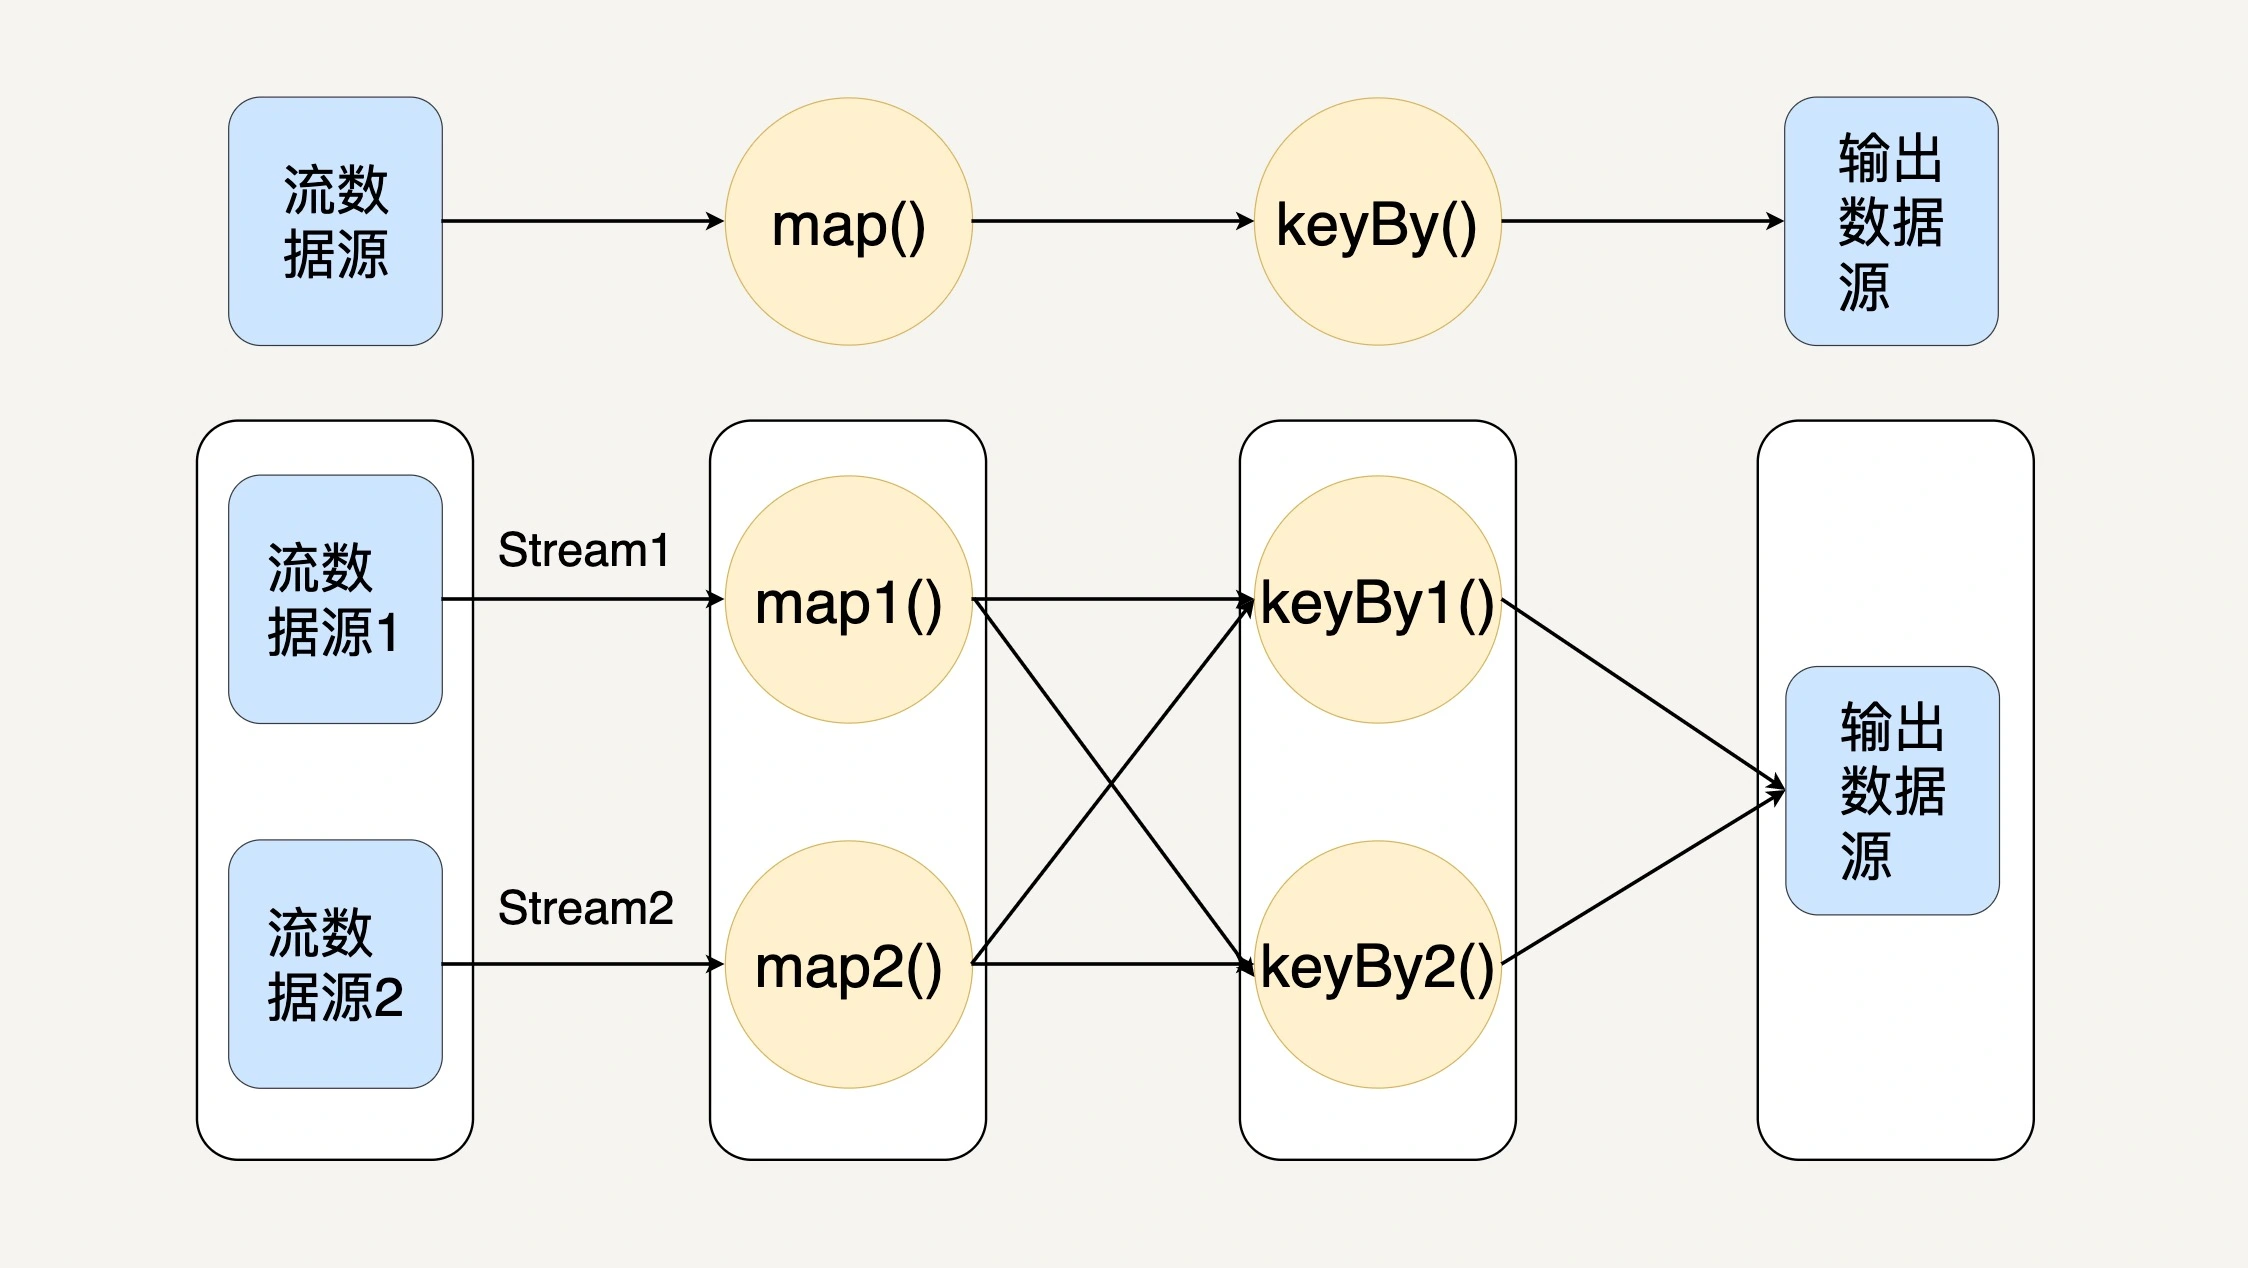 流数
据源
map()
keyBy()
输出
数据
源
流数
据源1
Stream1
map1()
keyBy1()
输出
数据
源
流数
据源2
Stream2
map2()
keyBy2()